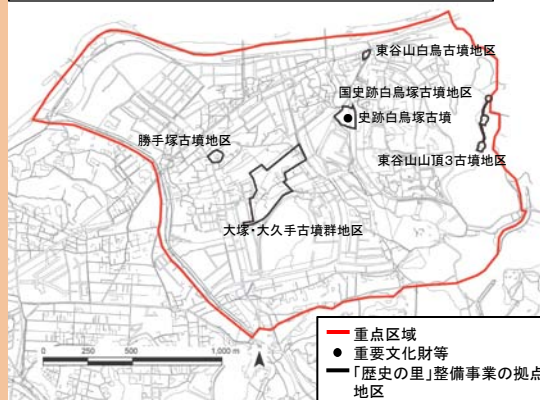 東谷山白鳥古墳地区
国史跡白鳥塚古墳地区
史跡白鳥塚古墳
勝手塚古墳地区
東谷山山頂3古墳地区
大塚・大久手古墳群地区
0 250 500 1,000 m
重点区域
重要文化財等
「歴史の里」整備事業の拠点
地区